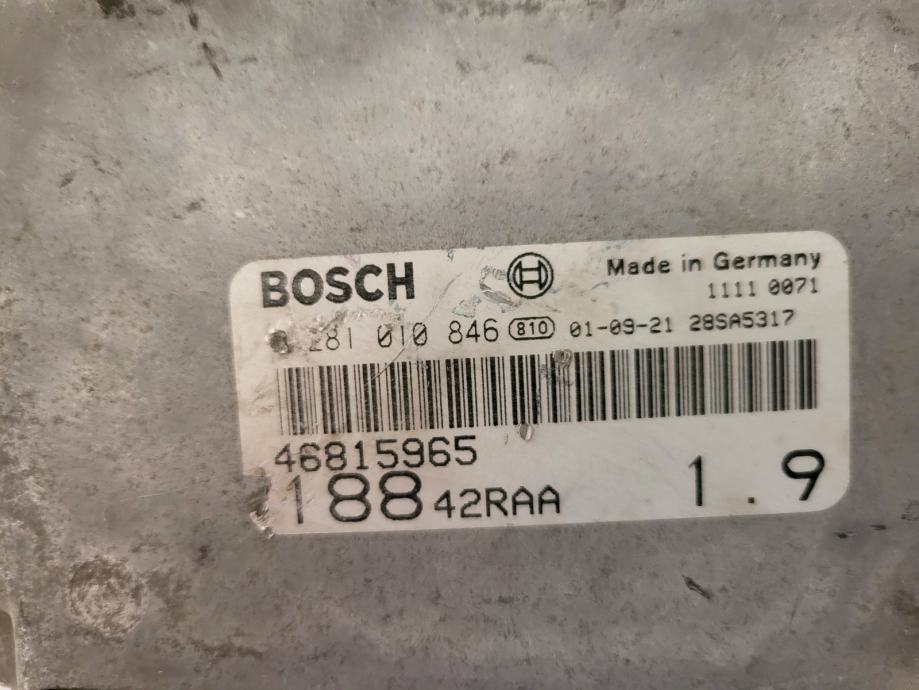 BOSCH
Made in Germany
1111 0071
281 010 846 810 01-09-21 28SA5317
46815965
188 42RAA 1.9